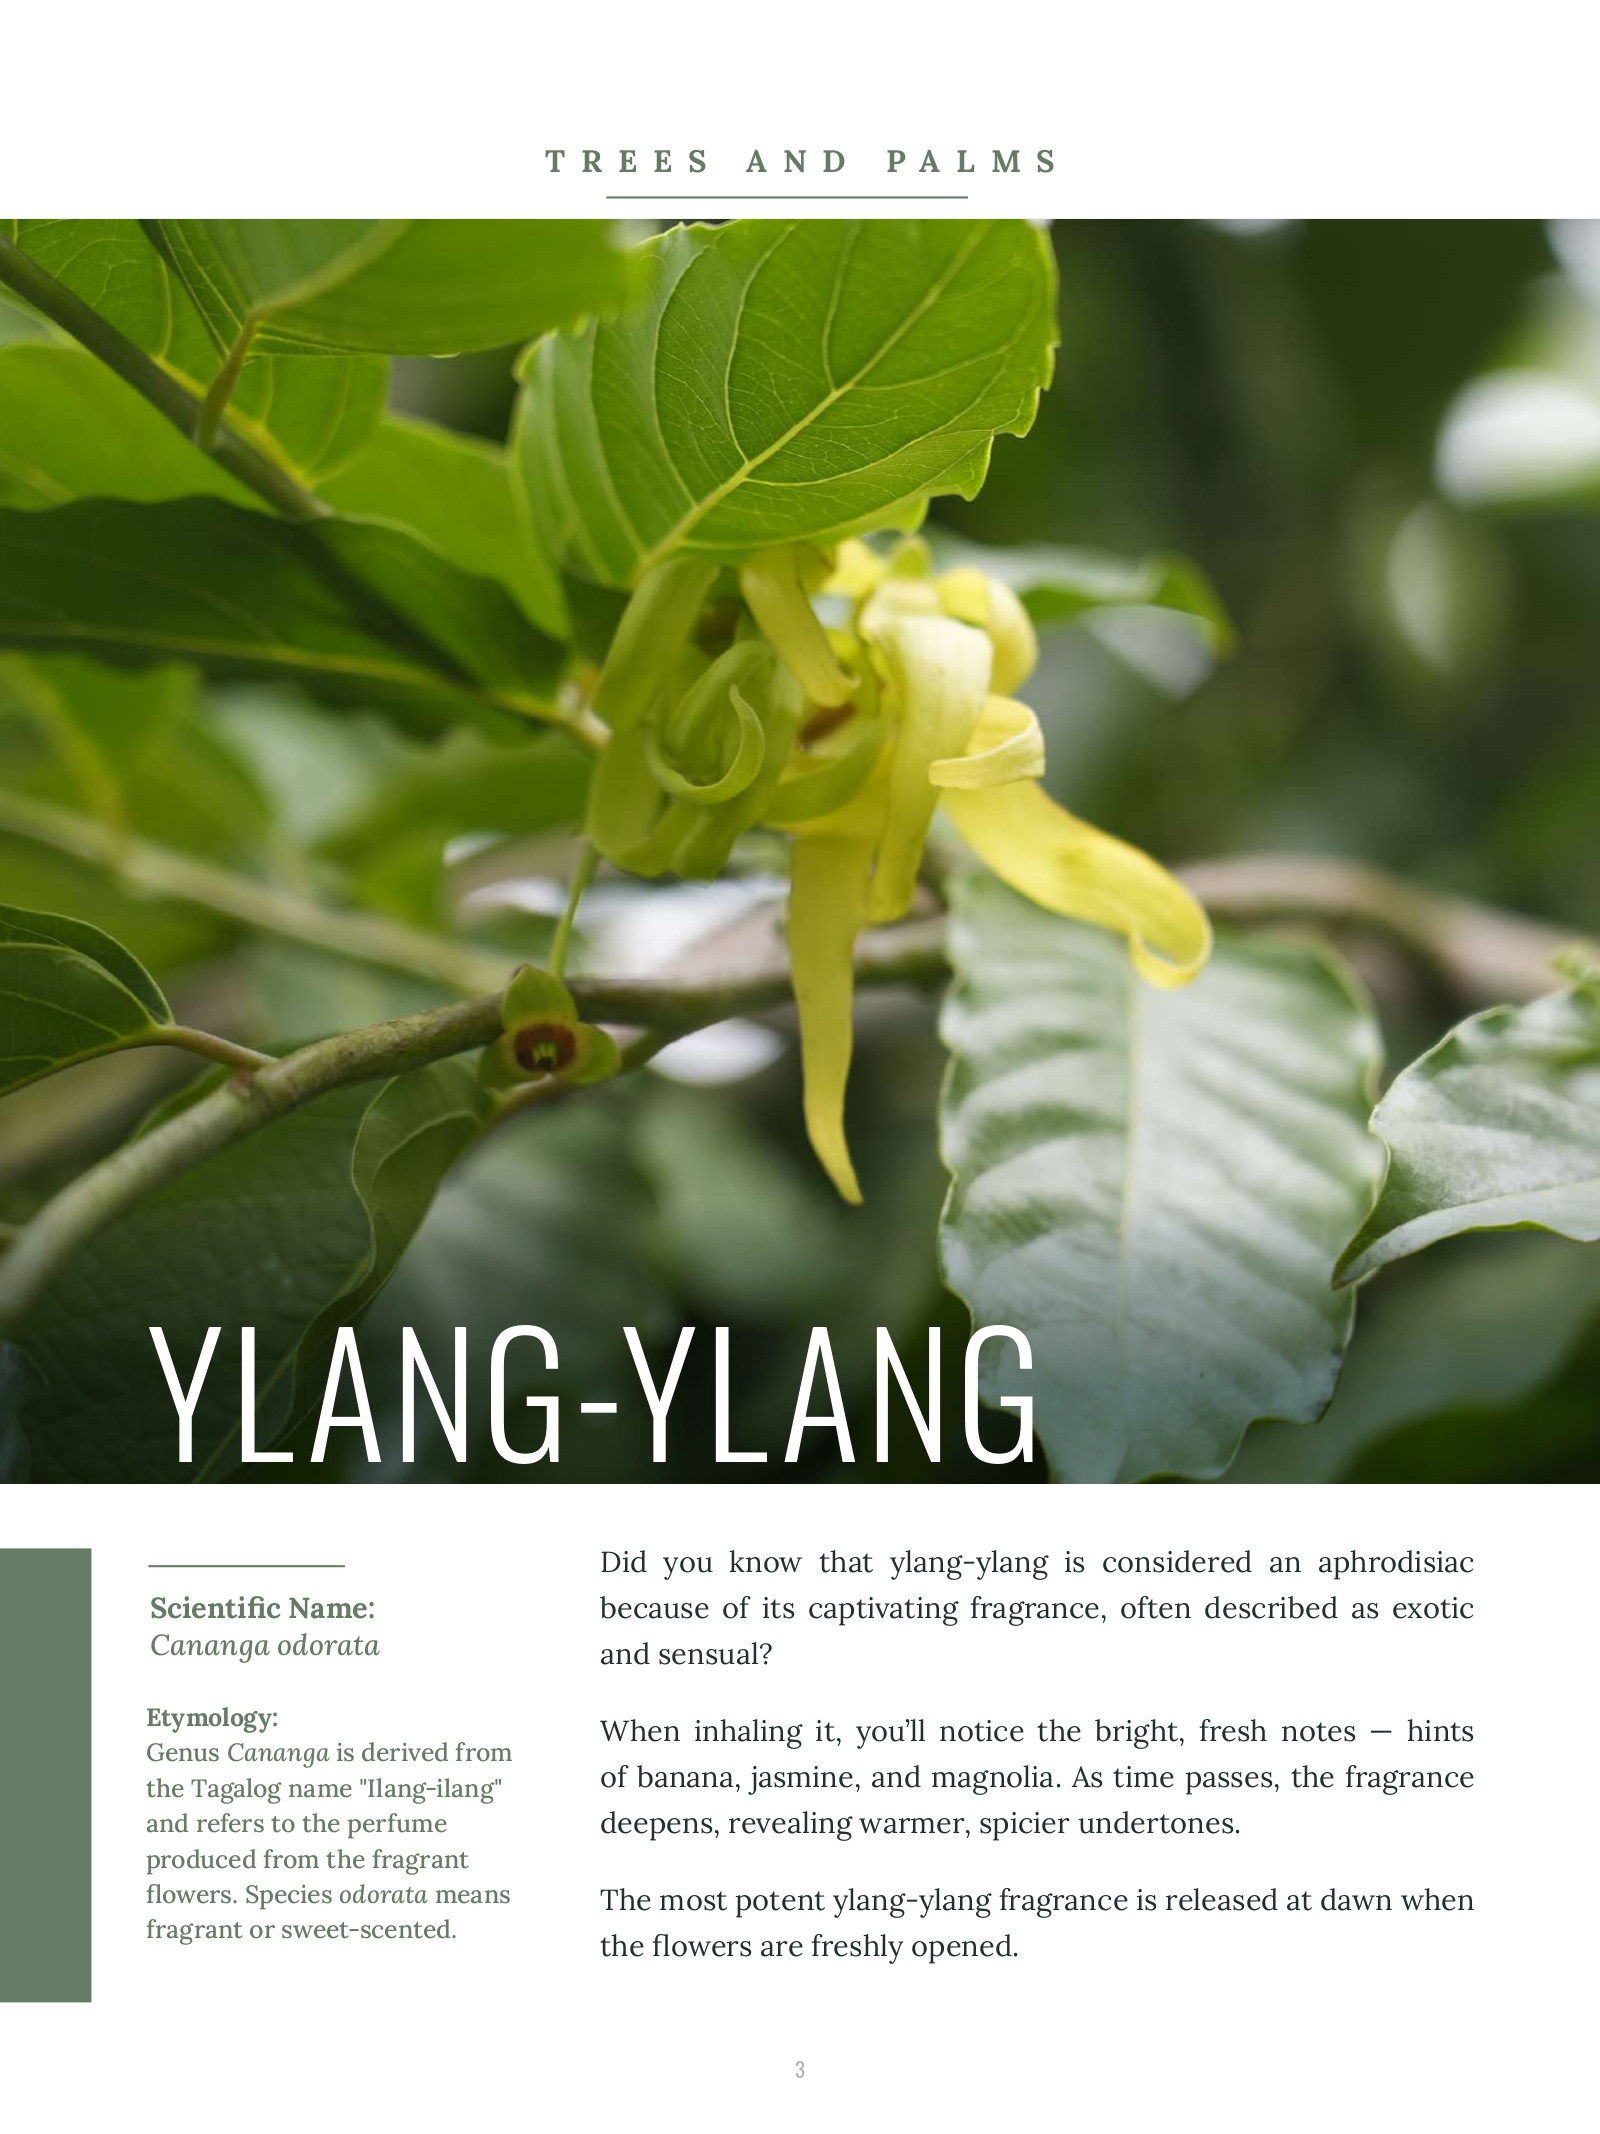 TREES AND PALMS
YLANG-YLANG
Scientific Name:
Cananga odorata
Etymology:
Genus Cananga is derived from
the Tagalog name "Ilang-ilang"
and refers to the perfume
produced from the fragrant
flowers. Species odorata means
fragrant or sweet-scented.
Did you know that ylang-ylang is considered an aphrodisiac
because of its captivating fragrance, often described as exotic
and sensual?
When inhaling it, you’ll notice the bright, fresh notes — hints
of banana, jasmine, and magnolia. As time passes, the fragrance
deepens, revealing warmer, spicier undertones.
The most potent ylang-ylang fragrance is released at dawn when
the flowers are freshly opened.
3